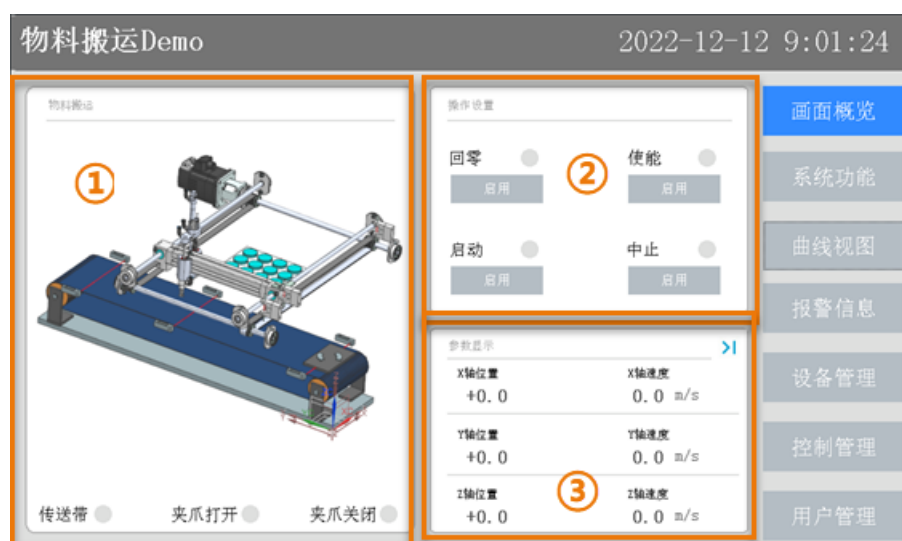 物料搬运Demo
2022-12-12 9:01:24
物料搬运
①
传送带
夹爪打开
夹爪关闭
操作设置
回零
使能
②
启用
启用
启动
中止
启用
启用
参数显示
X轴位置
X轴速度
+0.0
0.0 m/s
Y轴位置
Y轴速度
+0.0
0.0 m/s
Z轴位置
Z轴速度
③
+0.0
0.0 m/s
画面概览
系统功能
曲线视图
报警信息
设备管理
控制管理
用户管理